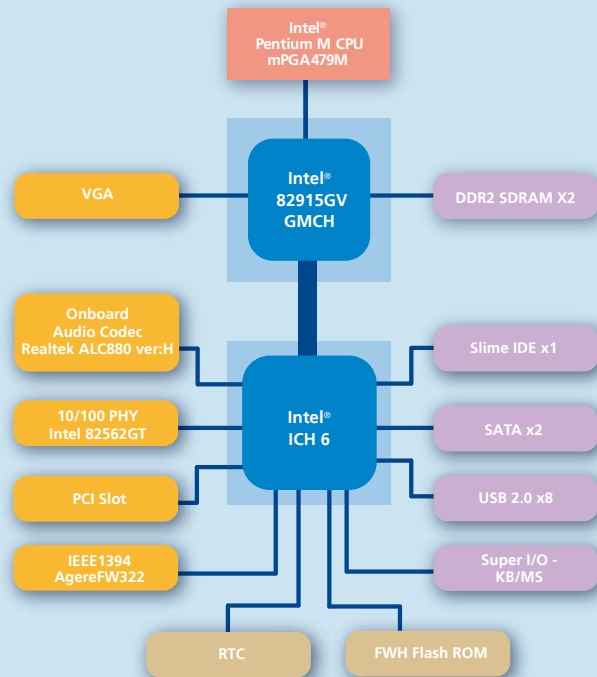 Intel®
Pentium M CPU
mPGA479M
Intel®
82915GV
GMCH
VGA
DDR2 SDRAM X2
Onboard
Audio Codec
Realtek ALC880 ver:H
Slime IDE x1
10/100 PHY
Intel 82562GT
Intel®
ICH 6
SATA x2
PCI Slot
USB 2.0 x8
IEEE1394
AgereFW322
Super I/O -
KB/MS
RTC
FWH Flash ROM